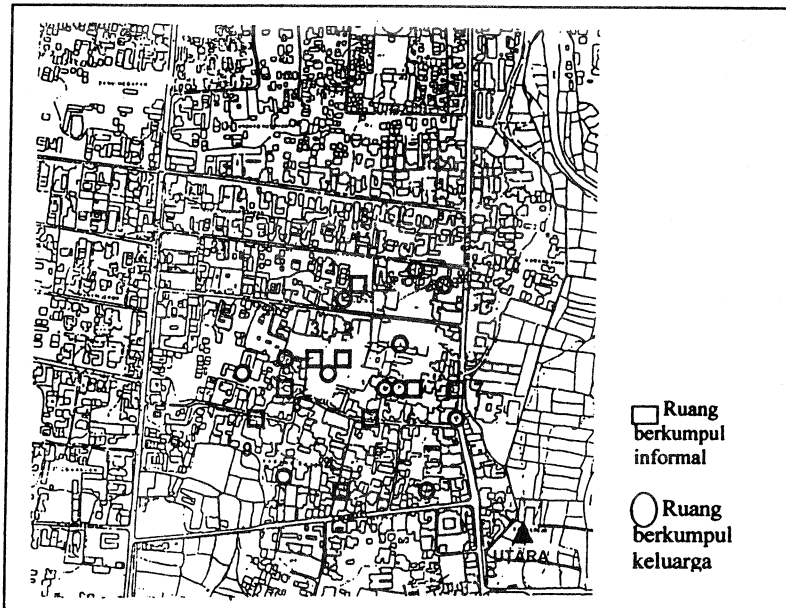 Ruang
berkumpul
informal
Ruang
berkumpul
keluarga
UTARA